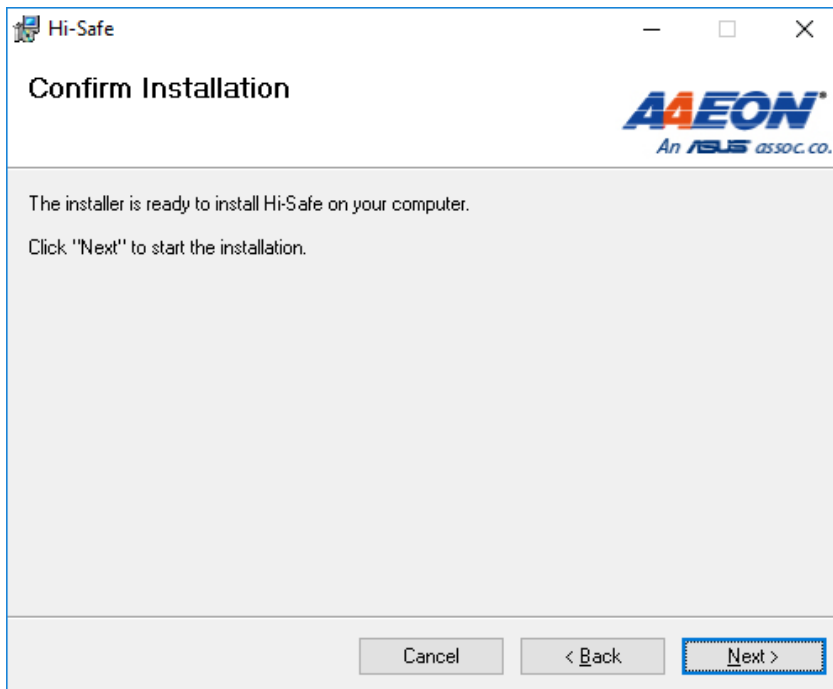 Hi-Safe
Confirm Installation
AAEON®
An ASUS assoc. co.
The installer is ready to install Hi-Safe on your computer.
Click "Next" to start the installation.
Cancel
< Back
Next >